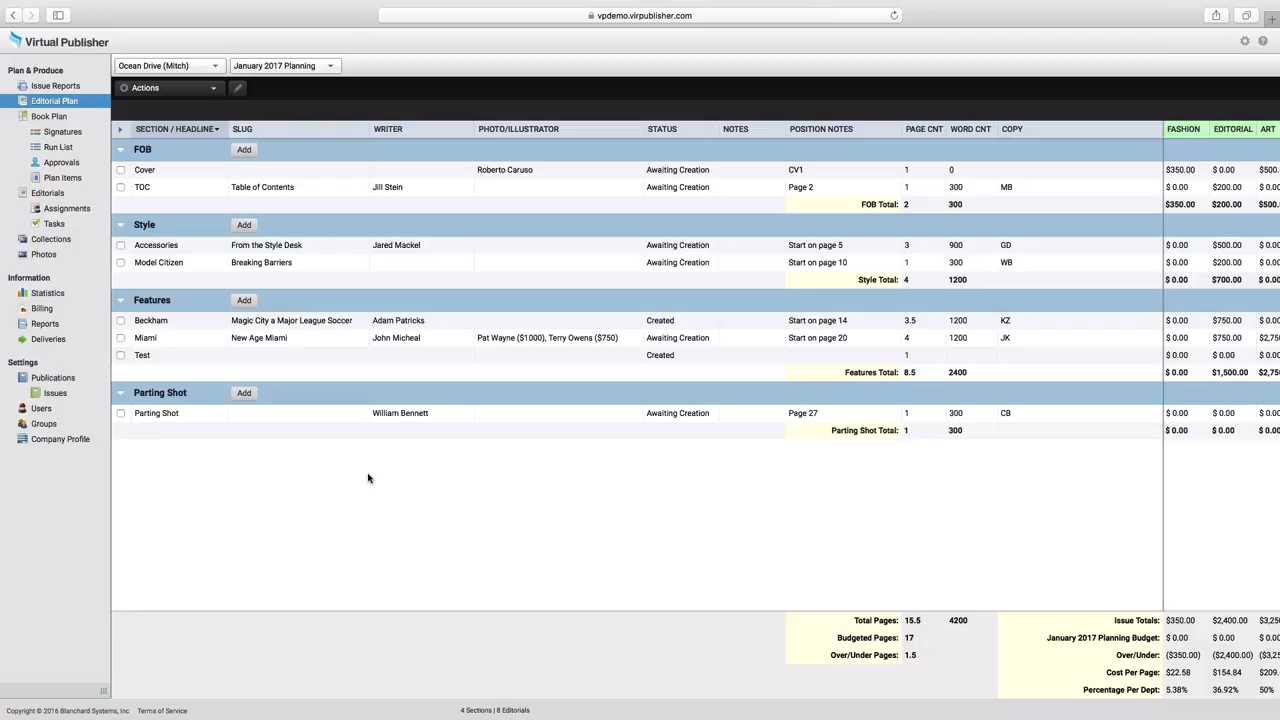 vpdemo.virpublisher.com
Virtual Publisher
Plan & Produce
Issue Reports
Editorial Plan
Book Plan
Signatures
Run List
Approvals
Plan Items
Editorials
Assignments
Tasks
Collections
Photos
Information
Statistics
Billing
Reports
Deliveries
Settings
Publications
Issues
Users
Groups
Company Profile
Ocean Drive (Mitch) January 2017 Planning
Actions
SECTION / HEADLINE SLUG WRITER PHOTO/ILLUSTRATOR STATUS NOTES POSITION NOTES PAGE CNT WORD CNT COPY FASHION EDITORIAL ART
FOB Add
Cover Roberto Caruso Awaiting Creation CV1 1 0 $350.00 $ 0.00 $500.
TOC Table of Contents Jill Stein Awaiting Creation Page 2 1 300 MB $ 0.00 $200.00 $ 0.00
FOB Total: 2 300 $350.00 $200.00 $500.
Style Add
Accessories From the Style Desk Jared Mackel Awaiting Creation Start on page 5 3 900 GD $ 0.00 $500.00 $ 0.00
Model Citizen Breaking Barriers Awaiting Creation Start on page 10 1 300 WB $ 0.00 $200.00 $ 0.00
Style Total: 4 1200 $ 0.00 $700.00 $ 0.00
Features Add
Beckham Magic City a Major League Soccer Adam Patricks Created Start on page 14 3.5 1200 KZ $ 0.00 $750.00 $ 0.00
Miami New Age Miami John Micheal Pat Wayne ($1000), Terry Owens ($750) Awaiting Creation Start on page 20 4 1200 JK $ 0.00 $750.00 $2,75
Test Created 1 $ 0.00 $ 0.00 $ 0.00
Features Total: 8.5 2400 $ 0.00 $1,500.00 $2,75
Parting Shot Add
Parting Shot William Bennett Awaiting Creation Page 27 1 300 CB $ 0.00 $ 0.00 $ 0.00
Parting Shot Total: 1 300 $ 0.00 $ 0.00 $ 0.00
Total Pages: 15.5 4200 Issue Totals: $350.00 $2,400.00 $3,25
Budgeted Pages: 17 January 2017 Planning Budget: $ 0.00 $ 0.00 $ 0.00
Over/Under Pages: 1.5 Over/Under: ($350.00) ($2,400.00) ($3,25
Cost Per Page: $22.58 $154.84 $209.
Percentage Per Dept: 5.38% 36.92% 50%
Copyright © 2016 Blanchard Systems, Inc Terms of Service 4 Sections | 8 Editorials